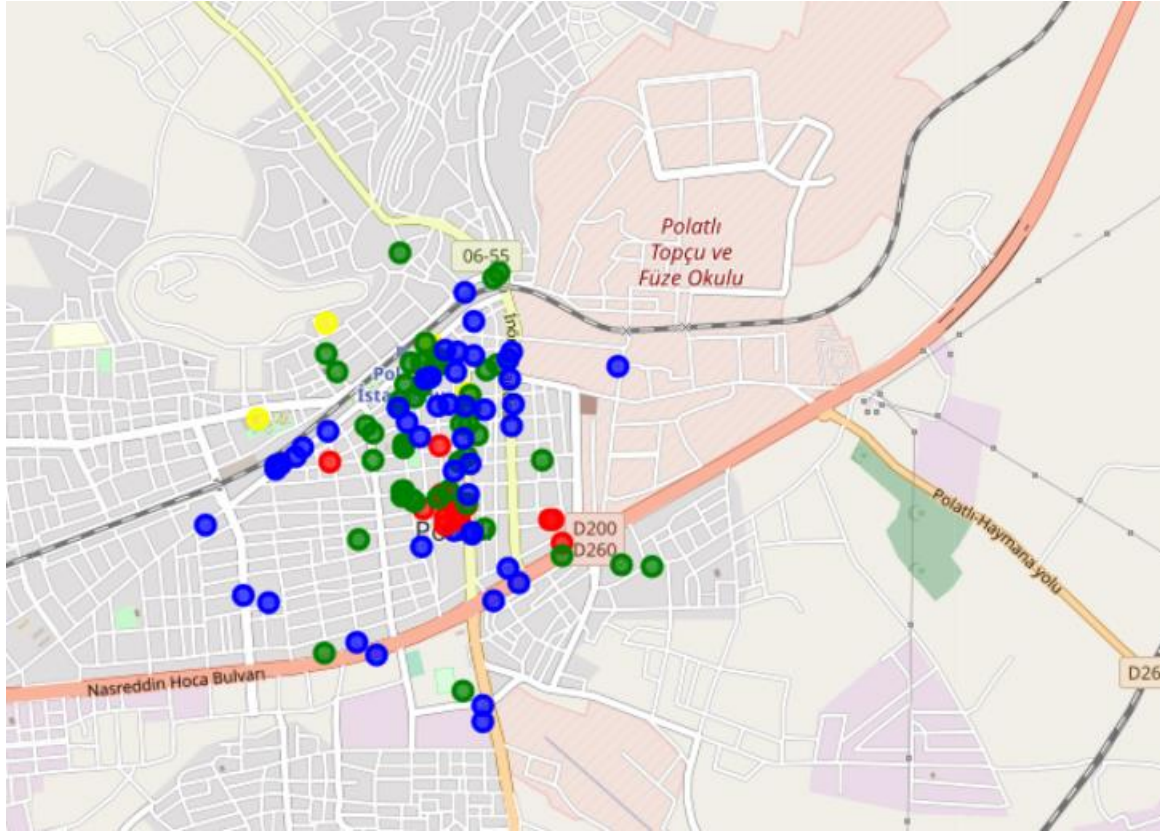 06-55
Polatlı
Topçu ve
Füze Okulu
D200
D260
Polatlı-Haymana yolu
D26
Nasreddin Hoca Bulvarı